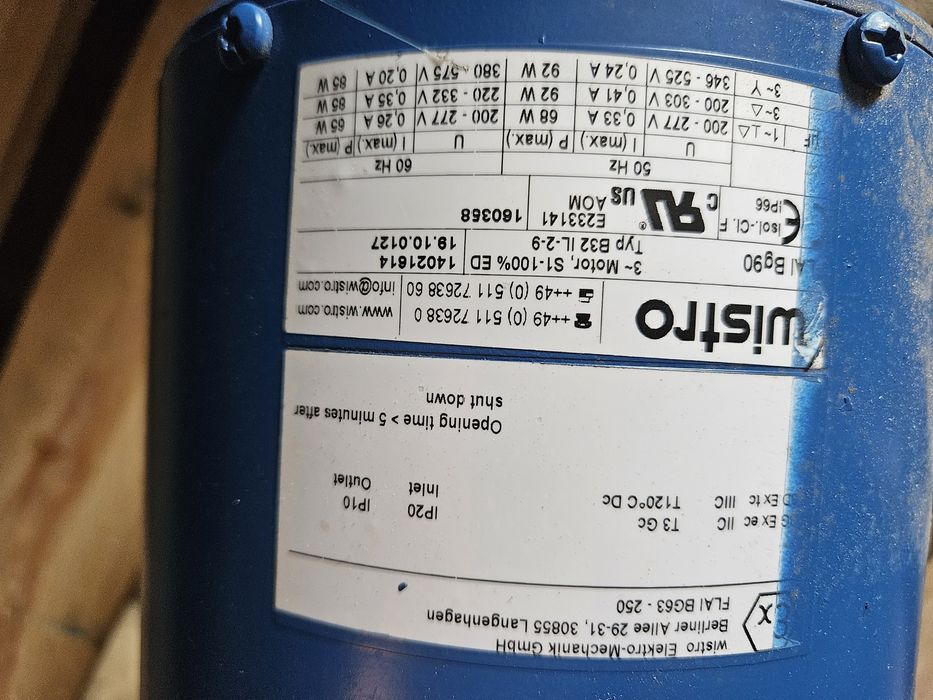 wistro Elektro-Mechanik GmbH
Berliner Allee 29-31, 30855 Langenhagen
FLAI BG63 - 250
G Ex ec IIC T3 Gc IP20 IP10
D Ex tc IIIC T120°C Dc Inlet Outlet
Opening time > 5 minutes after
shut down
wistro ++49 (0) 511 72638 0 www.wistro.com
++49 (0) 511 72638 60 info@wistro.com
LAI Bg90 3~ Motor, S1-100% ED 14021614
Typ B32 IL-2-9 19.10.0127
Isol.-Cl. F E233141 160358
IP66 c UR US ® AOM
50 Hz 60 Hz
U I (max.) P (max.) U I (max.) P (max.)
µF 1~ ⊥ △ 200 - 277 V 0,33 A 68 W 200 - 277 V 0,26 A 65 W
3~ △ 200 - 303 V 0,41 A 92 W 220 - 332 V 0,35 A 85 W
3~ Y 346 - 525 V 0,24 A 92 W 380 - 575 V 0,20 A 85 W